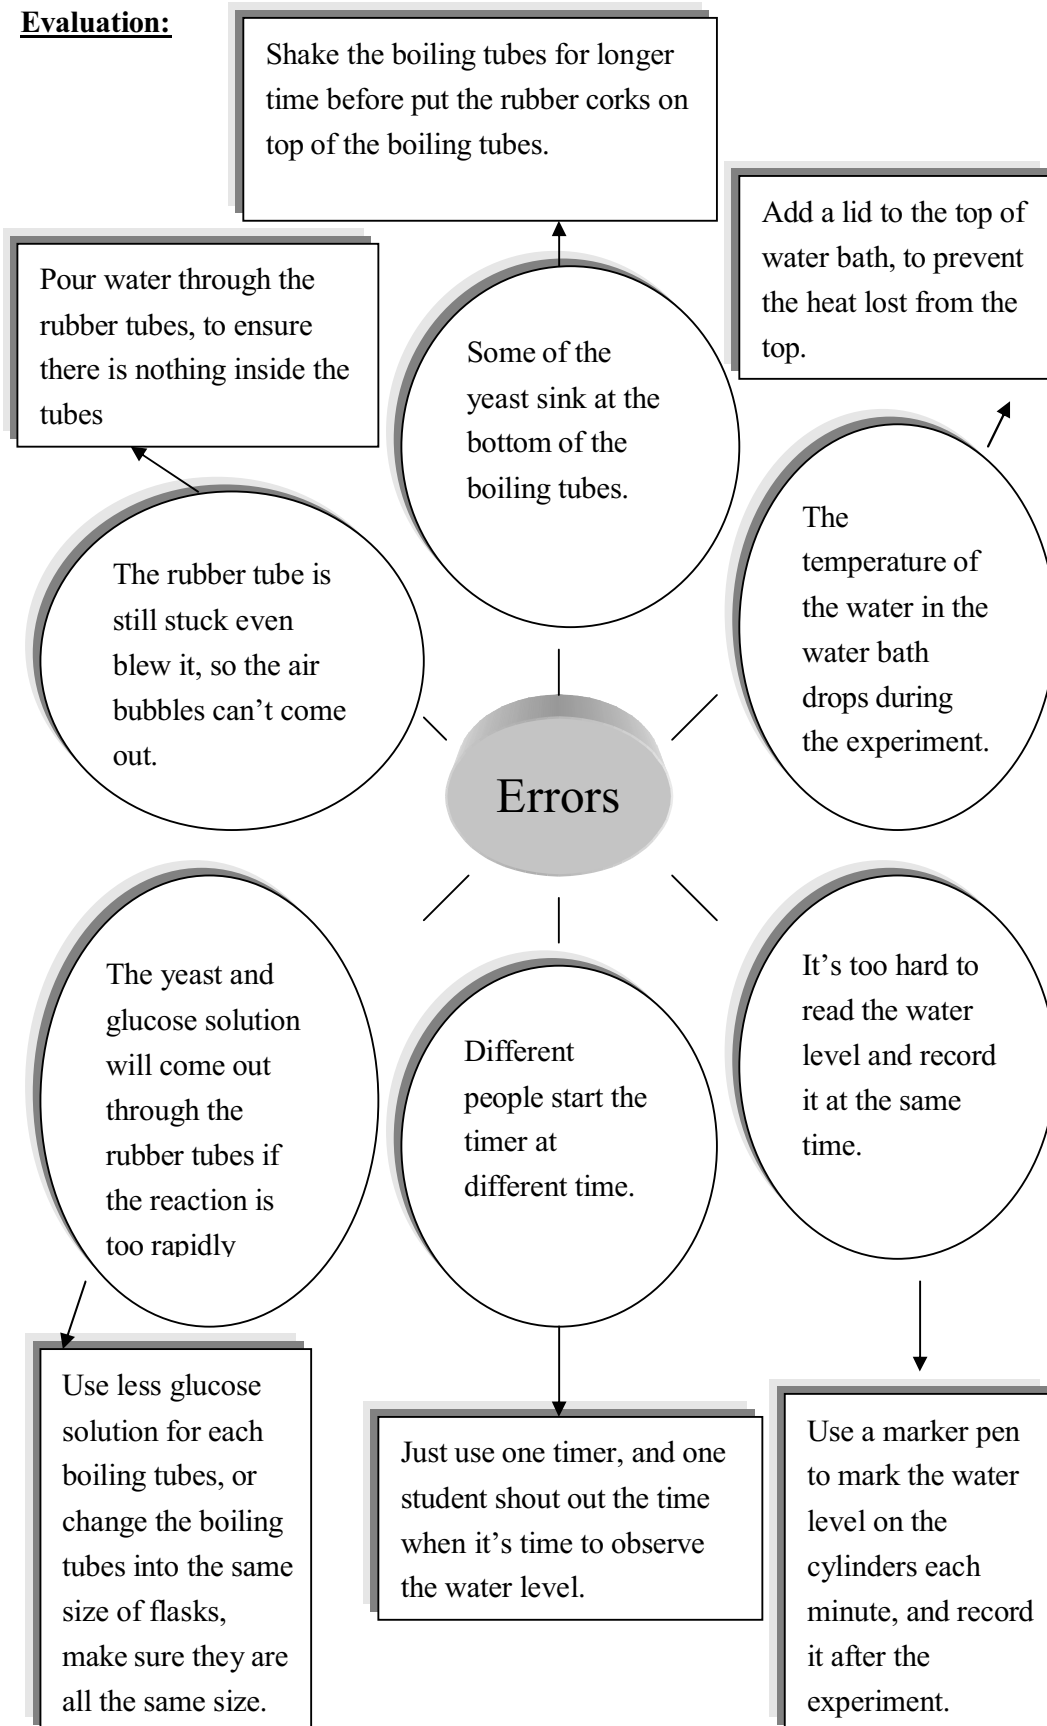 Evaluation:
Shake the boiling tubes for longer
time before put the rubber corks on
top of the boiling tubes.
Add a lid to the top of
water bath, to prevent
the heat lost from the
top.
Pour water through the
rubber tubes, to ensure
there is nothing inside the
tubes
Some of the
yeast sink at the
bottom of the
boiling tubes.
The
temperature of
the water in the
water bath
drops during
the experiment.
The rubber tube is
still stuck even
blew it, so the air
bubbles can’t come
out.
Errors
The yeast and
glucose solution
will come out
through the
rubber tubes if
the reaction is
too rapidly
Different
people start the
timer at
different time.
It’s too hard to
read the water
level and record
it at the same
time.
Use less glucose
solution for each
boiling tubes, or
change the boiling
tubes into the same
size of flasks,
make sure they are
all the same size.
Just use one timer, and one
student shout out the time
when it’s time to observe
the water level.
Use a marker pen
to mark the water
level on the
cylinders each
minute, and record
it after the
experiment.